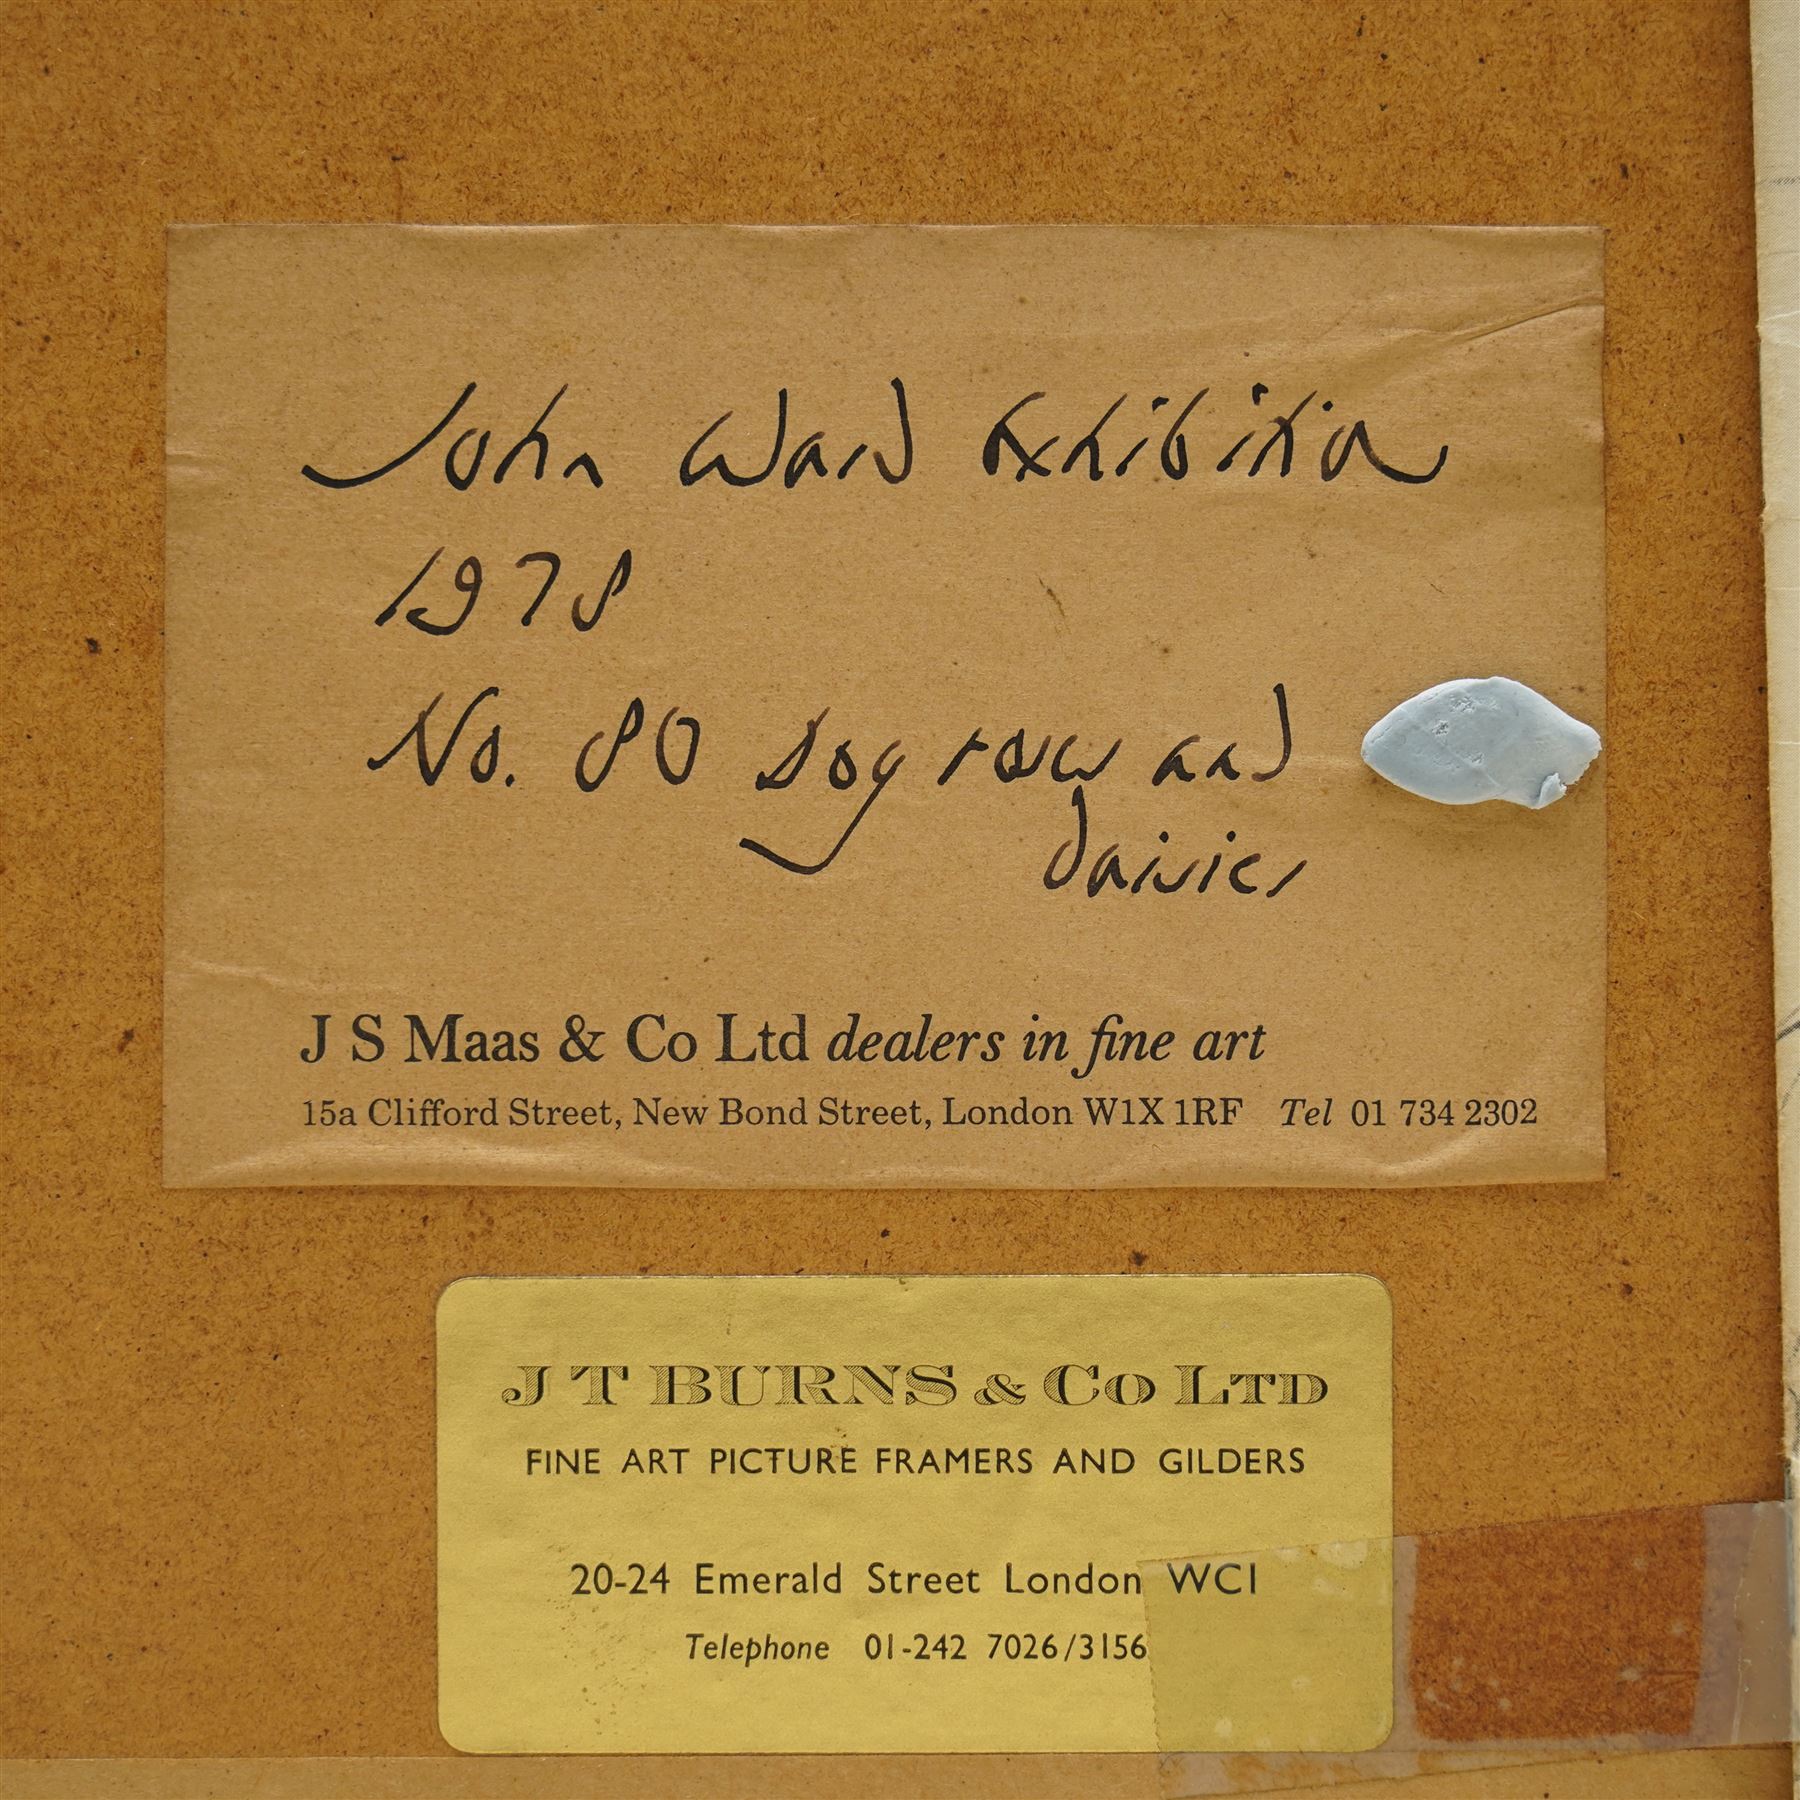 John Ward Exhibition
1978
No. 80 Dog roses and
daisies
J S Maas & Co Ltd dealers in fine art
15a Clifford Street, New Bond Street, London W1X 1RF Tel 01 734 2302
J T BURNS & CO LTD
FINE ART PICTURE FRAMERS AND GILDERS
20-24 Emerald Street London WC1
Telephone 01-242 7026/3156